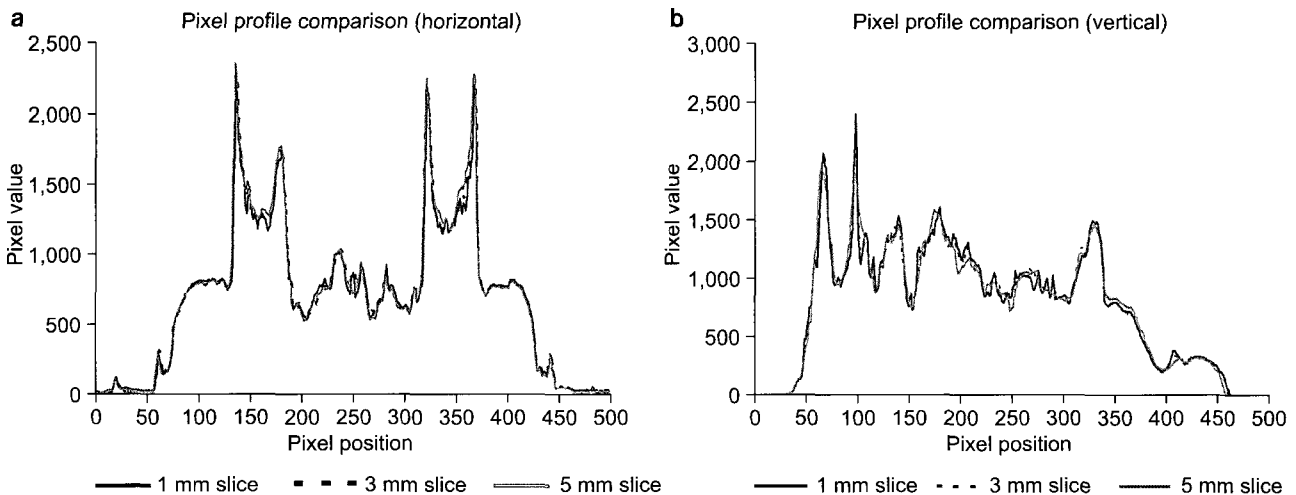 a
Pixel profile comparison (horizontal)
2,500
2,000
1,500
1,000
500
0
Pixel value
0 50 100 150 200 250 300 350 400 450 500
Pixel position
1 mm slice 3 mm slice 5 mm slice
b
Pixel profile comparison (vertical)
3,000
2,500
2,000
1,500
1,000
500
0
Pixel value
0 50 100 150 200 250 300 350 400 450 500
Pixel position
1 mm slice 3 mm slice 5 mm slice